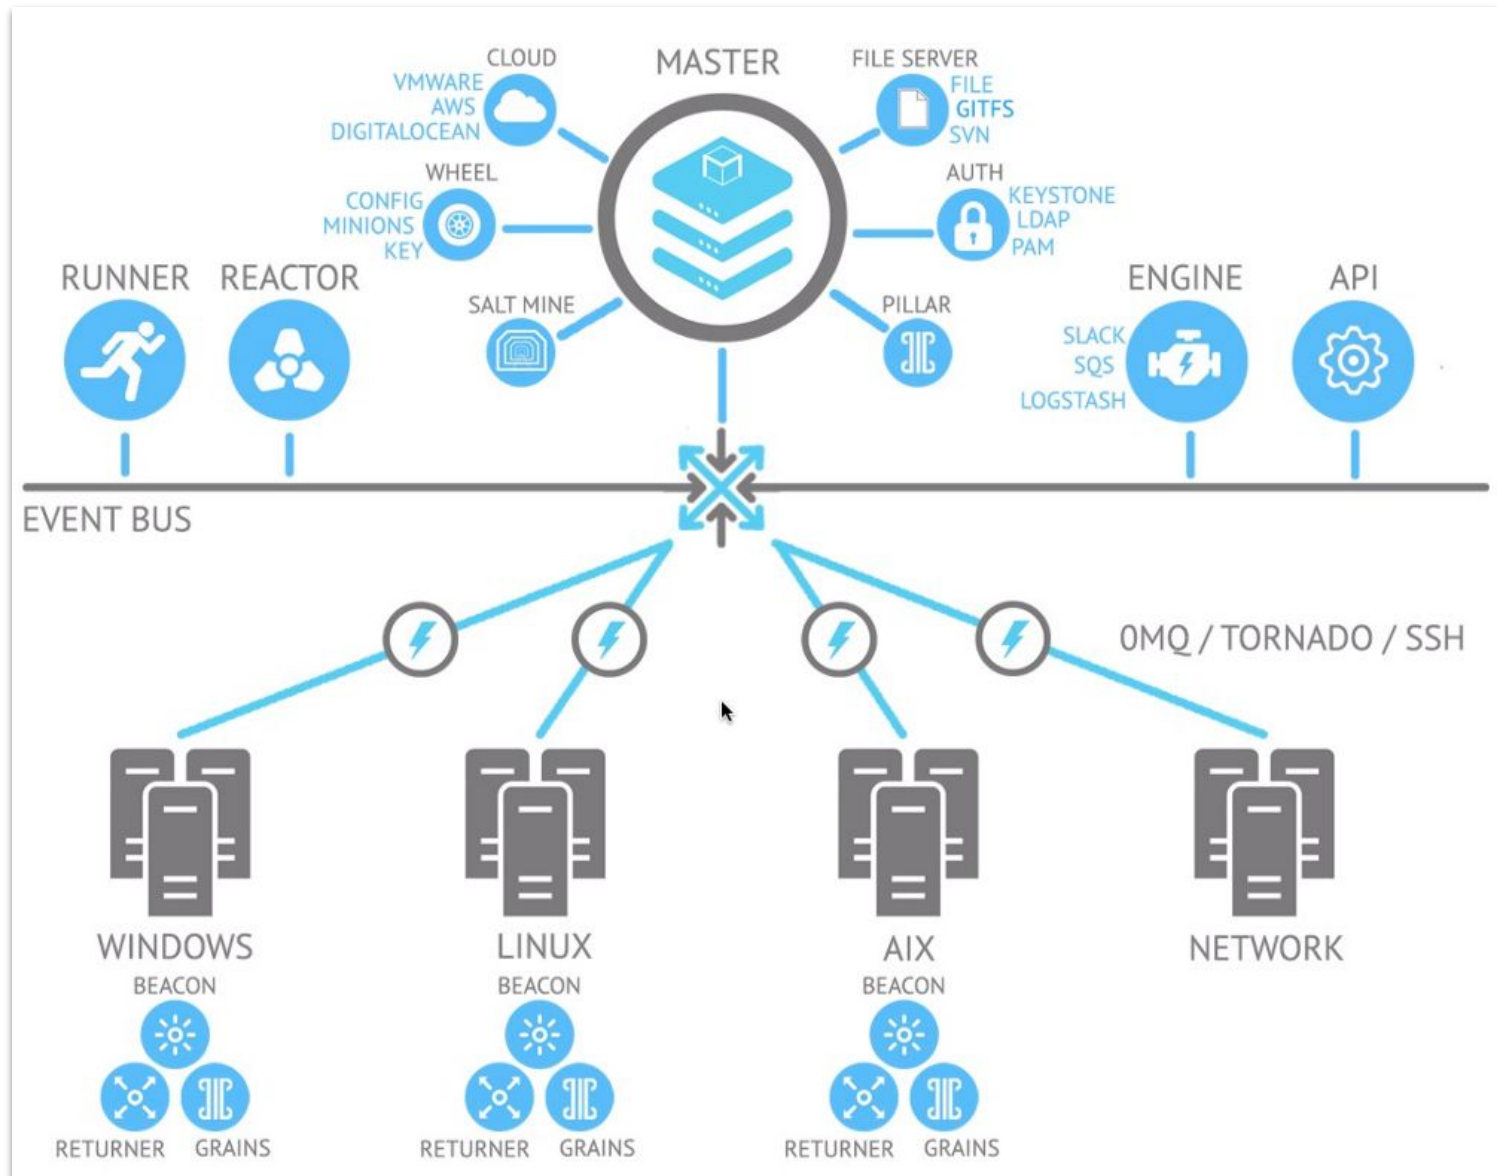 MASTER
CLOUD
VMWARE
AWS
DIGITALOCEAN
WHEEL
CONFIG
MINIONS
KEY
SALT MINE
FILE SERVER
FILE
GITFS
SVN
AUTH
KEYSTONE
LDAP
PAM
PILLAR
RUNNER
REACTOR
ENGINE
SLACK
SQS
LOGSTASH
API
EVENT BUS
0MQ / TORNADO / SSH
WINDOWS
BEACON
RETURNER
GRAINS
LINUX
BEACON
RETURNER
GRAINS
AIX
BEACON
RETURNER
GRAINS
NETWORK